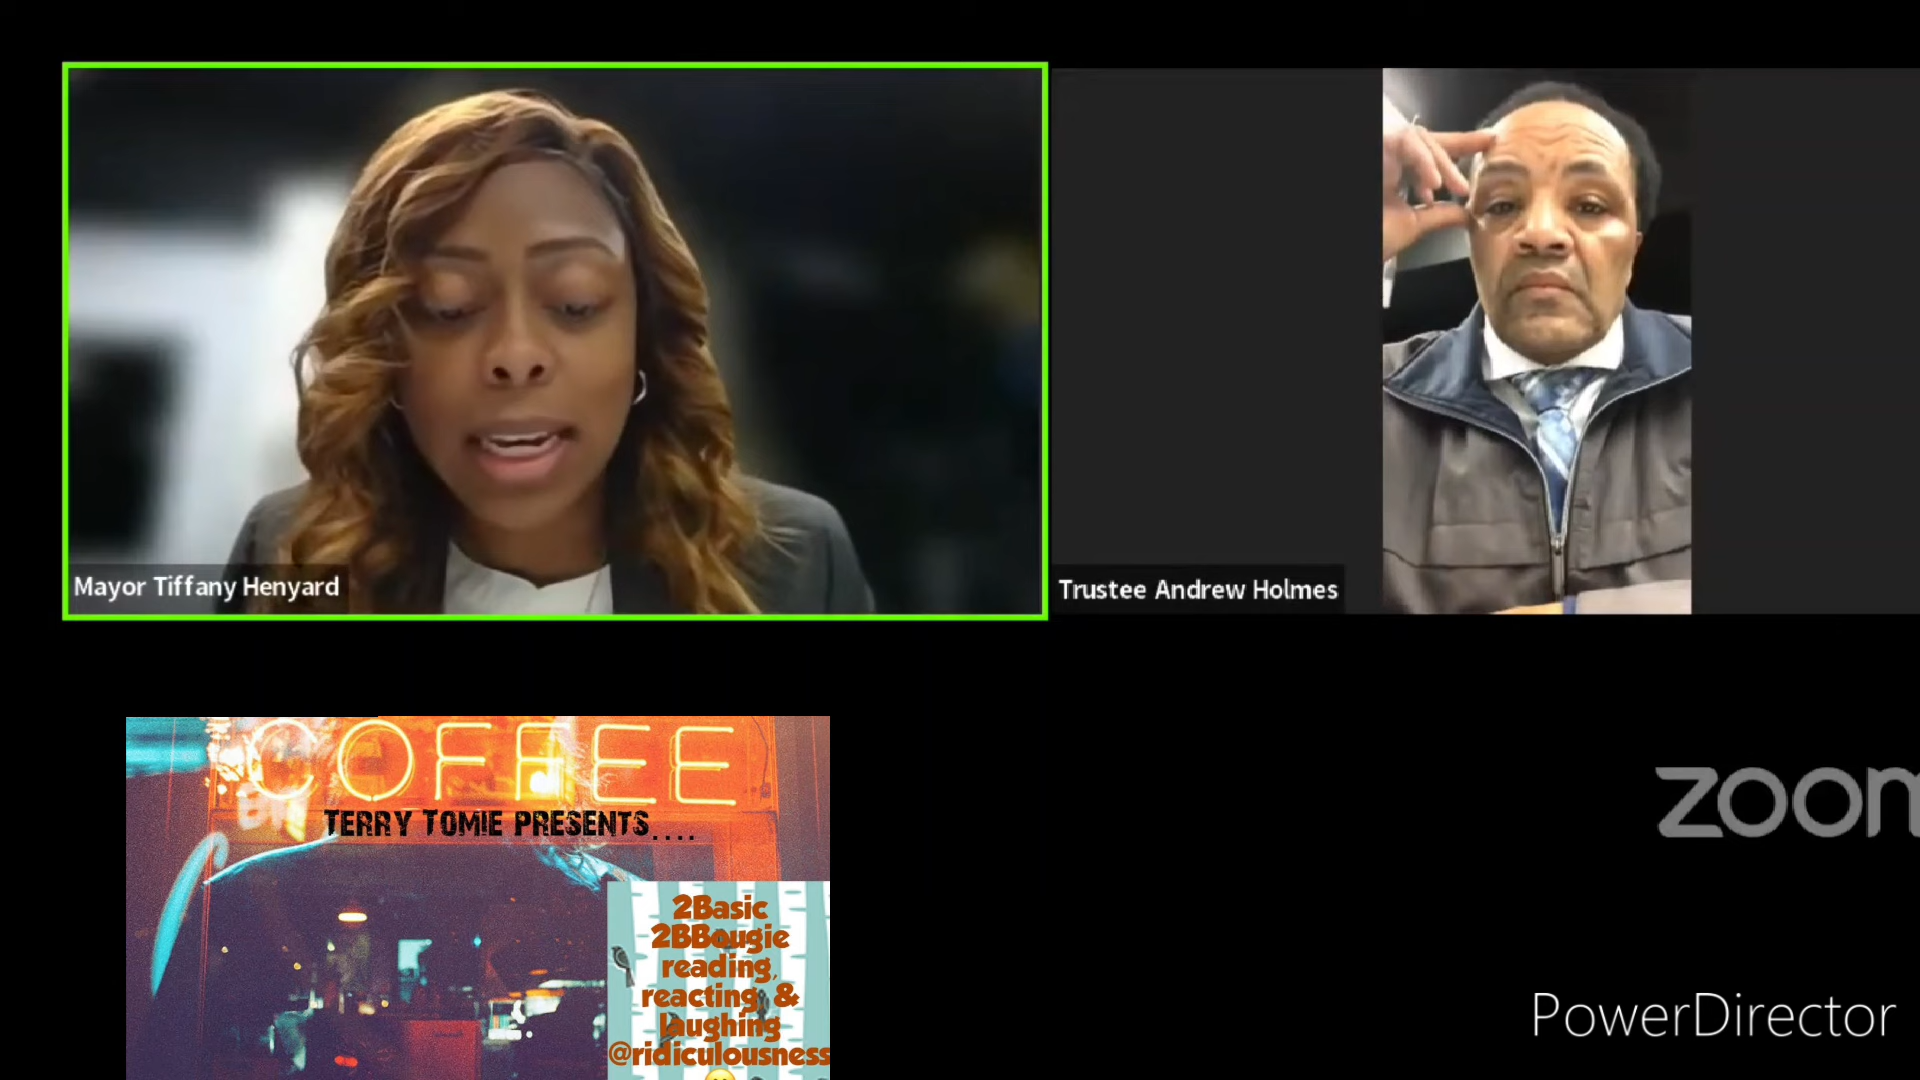 Mayor Tiffany Henyard
Trustee Andrew Holmes
COFFEE
TERRY TOMIE PRESENTS....
2Basic
2BBougie
reading,
reacting, &
laughing
@ridiculousness
zoom
PowerDirector